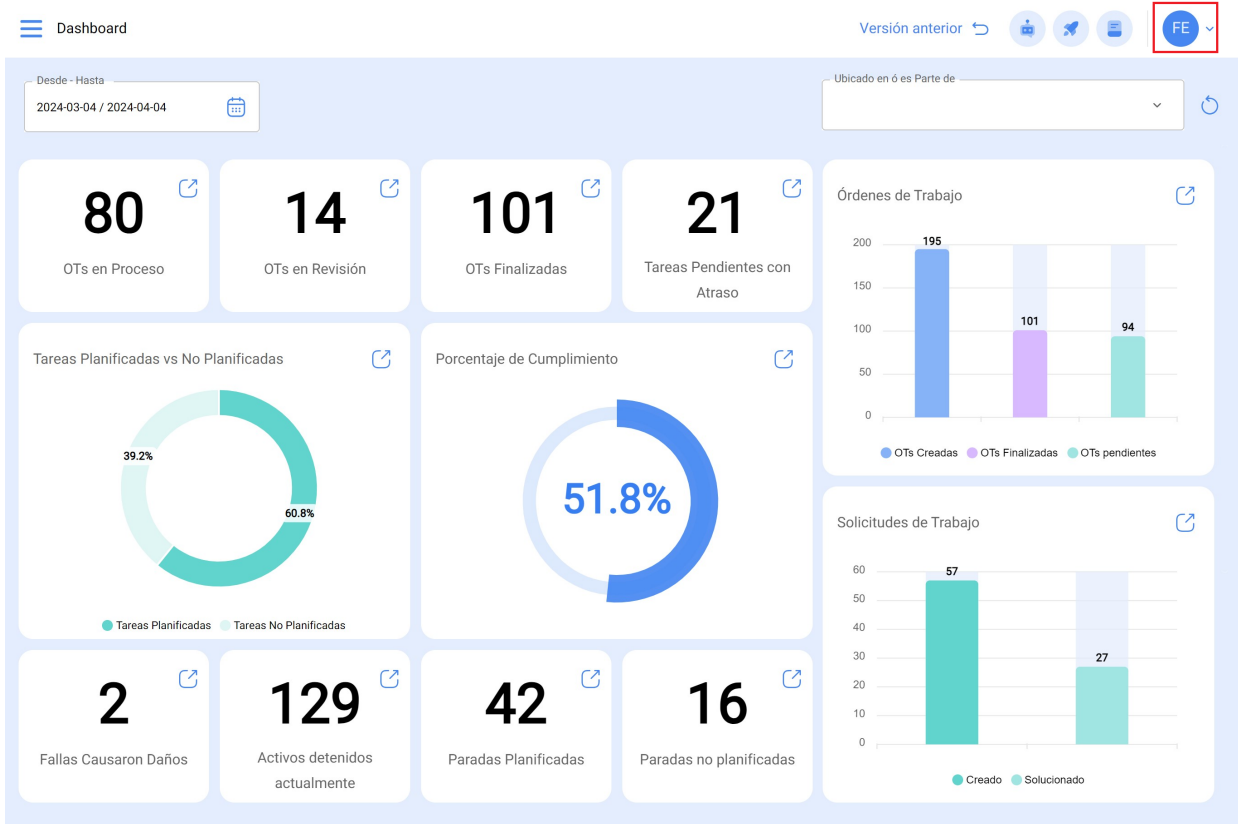 Dashboard
Versión anterior
FE
Desde - Hasta
2024-03-04 / 2024-04-04
Ubicado en ó es Parte de
80
OTs en Proceso
14
OTs en Revisión
101
OTs Finalizadas
21
Tareas Pendientes con
Atraso
Órdenes de Trabajo
200
150
100
50
0
195
101
94
OTs Creadas
OTs Finalizadas
OTs pendientes
Tareas Planificadas vs No Planificadas
39.2%
60.8%
Tareas Planificadas
Tareas No Planificadas
Porcentaje de Cumplimiento
51.8%
Solicitudes de Trabajo
60
50
40
30
20
10
0
57
27
Creado
Solucionado
2
Fallas Causaron Daños
129
Activos detenidos
actualmente
42
Paradas Planificadas
16
Paradas no planificadas